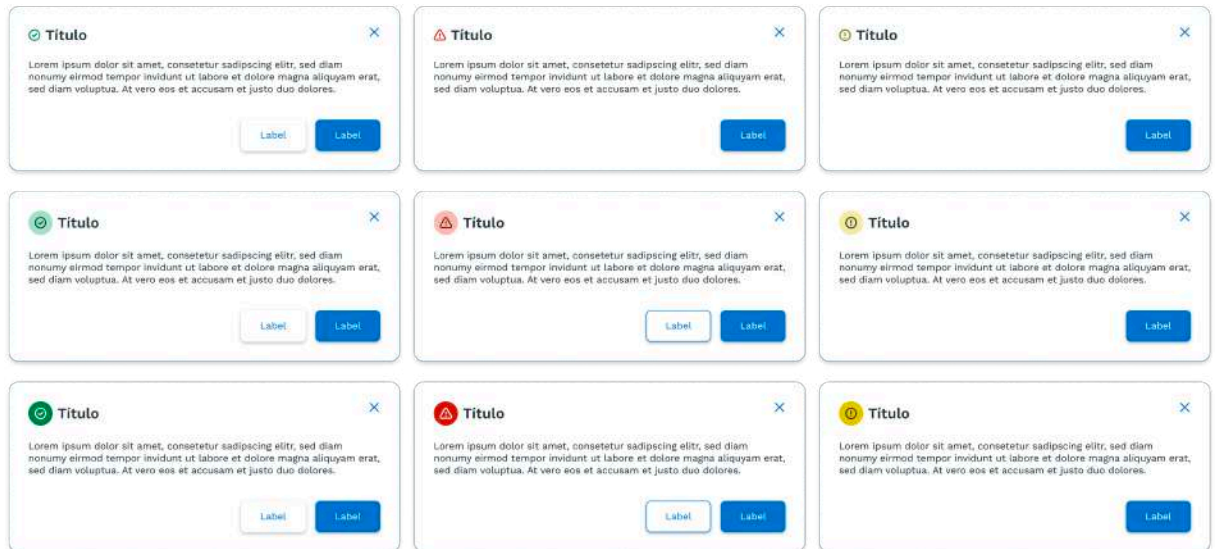 Título
Lorem ipsum dolor sit amet, consetetur sadipscing elitr, sed diam
nonumy eirmod tempor invidunt ut labore et dolore magna aliquyam erat,
sed diam voluptua. At vero eos et accusam et justo duo dolores.
Label Label
Título
Lorem ipsum dolor sit amet, consetetur sadipscing elitr, sed diam
nonumy eirmod tempor invidunt ut labore et dolore magna aliquyam erat,
sed diam voluptua. At vero eos et accusam et justo duo dolores.
Label
Título
Lorem ipsum dolor sit amet, consetetur sadipscing elitr, sed diam
nonumy eirmod tempor invidunt ut labore et dolore magna aliquyam erat,
sed diam voluptua. At vero eos et accusam et justo duo dolores.
Label
Título
Lorem ipsum dolor sit amet, consetetur sadipscing elitr, sed diam
nonumy eirmod tempor invidunt ut labore et dolore magna aliquyam erat,
sed diam voluptua. At vero eos et accusam et justo duo dolores.
Label Label
Título
Lorem ipsum dolor sit amet, consetetur sadipscing elitr, sed diam
nonumy eirmod tempor invidunt ut labore et dolore magna aliquyam erat,
sed diam voluptua. At vero eos et accusam et justo duo dolores.
Label Label
Título
Lorem ipsum dolor sit amet, consetetur sadipscing elitr, sed diam
nonumy eirmod tempor invidunt ut labore et dolore magna aliquyam erat,
sed diam voluptua. At vero eos et accusam et justo duo dolores.
Label
Título
Lorem ipsum dolor sit amet, consetetur sadipscing elitr, sed diam
nonumy eirmod tempor invidunt ut labore et dolore magna aliquyam erat,
sed diam voluptua. At vero eos et accusam et justo duo dolores.
Label Label
Título
Lorem ipsum dolor sit amet, consetetur sadipscing elitr, sed diam
nonumy eirmod tempor invidunt ut labore et dolore magna aliquyam erat,
sed diam voluptua. At vero eos et accusam et justo duo dolores.
Label Label
Título
Lorem ipsum dolor sit amet, consetetur sadipscing elitr, sed diam
nonumy eirmod tempor invidunt ut labore et dolore magna aliquyam erat,
sed diam voluptua. At vero eos et accusam et justo duo dolores.
Label